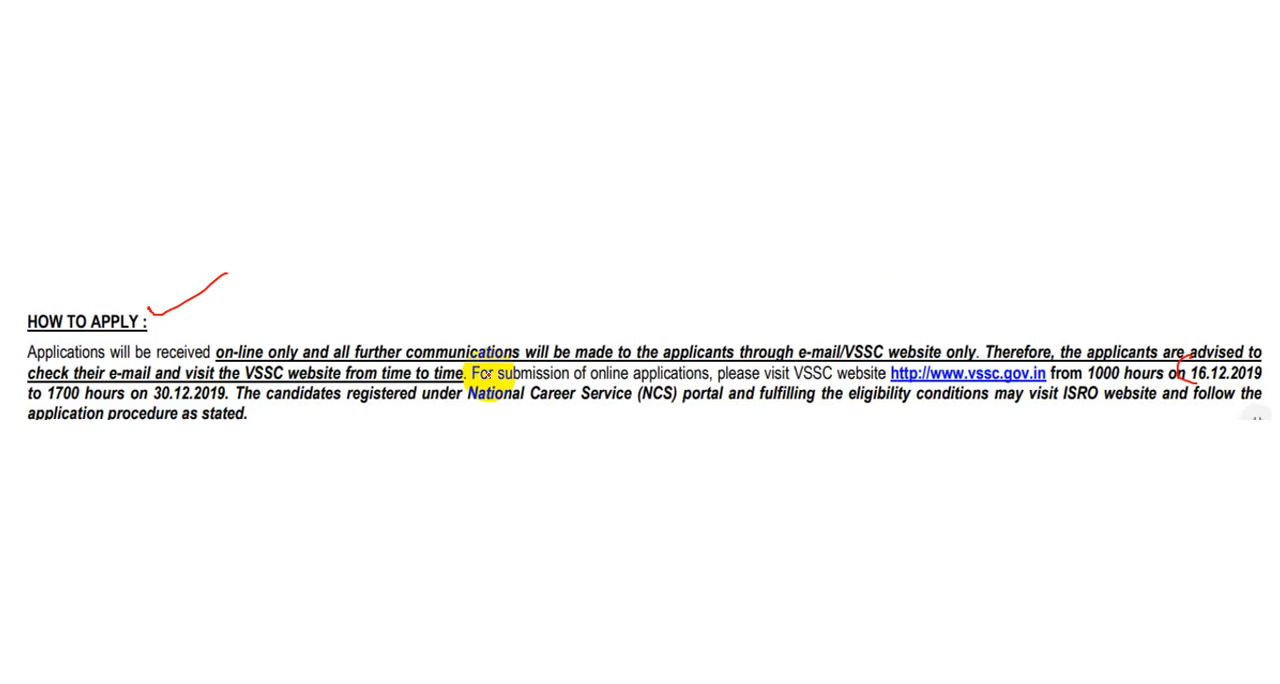 HOW TO APPLY :
Applications will be received on-line only and all further communications will be made to the applicants through e-mail/VSSC website only. Therefore, the applicants are advised to
check their e-mail and visit the VSSC website from time to time. For submission of online applications, please visit VSSC website http://www.vssc.gov.in from 1000 hours on 16.12.2019
to 1700 hours on 30.12.2019. The candidates registered under National Career Service (NCS) portal and fulfilling the eligibility conditions may visit ISRO website and follow the
application procedure as stated.